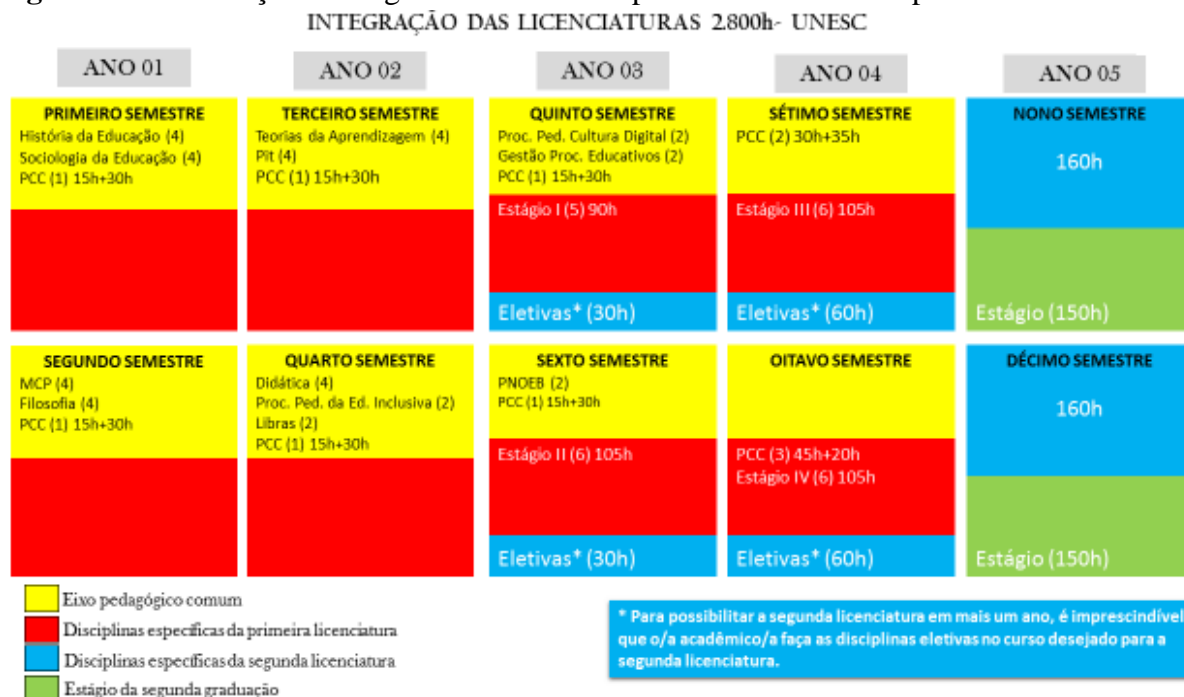 INTEGRAÇÃO DAS LICENCIATURAS 2.800h- UNESC
ANO 01
ANO 02
ANO 03
ANO 04
ANO 05
PRIMEIRO SEMESTRE
História da Educação (4)
Sociologia da Educação (4)
PCC (1) 15h+30h
TERCEIRO SEMESTRE
Teorias da Aprendizagem (4)
Pit (4)
PCC (1) 15h+30h
QUINTO SEMESTRE
Proc. Ped. Cultura Digital (2)
Gestão Proc. Educativos (2)
PCC (1) 15h+30h
Estágio I (5) 90h
Eletivas* (30h)
SÉTIMO SEMESTRE
PCC (2) 30h+35h
Estágio III (6) 105h
Eletivas* (60h)
NONO SEMESTRE
160h
Estágio (150h)
SEGUNDO SEMESTRE
MCP (4)
Filosofia (4)
PCC (1) 15h+30h
QUARTO SEMESTRE
Didática (4)
Proc. Ped. da Ed. Inclusiva (2)
Libras (2)
PCC (1) 15h+30h
SEXTO SEMESTRE
PNOEB (2)
PCC (1) 15h+30h
Estágio II (6) 105h
Eletivas* (30h)
OITAVO SEMESTRE
PCC (3) 45h+20h
Estágio IV (6) 105h
Eletivas* (60h)
DÉCIMO SEMESTRE
160h
Estágio (150h)
Eixo pedagógico comum
Disciplinas específicas da primeira licenciatura
Disciplinas específicas da segunda licenciatura
Estágio da segunda graduação
* Para possibilitar a segunda licenciatura em mais um ano, é imprescindível
que o/a acadêmico/a faça as disciplinas eletivas no curso desejado para a
segunda licenciatura.